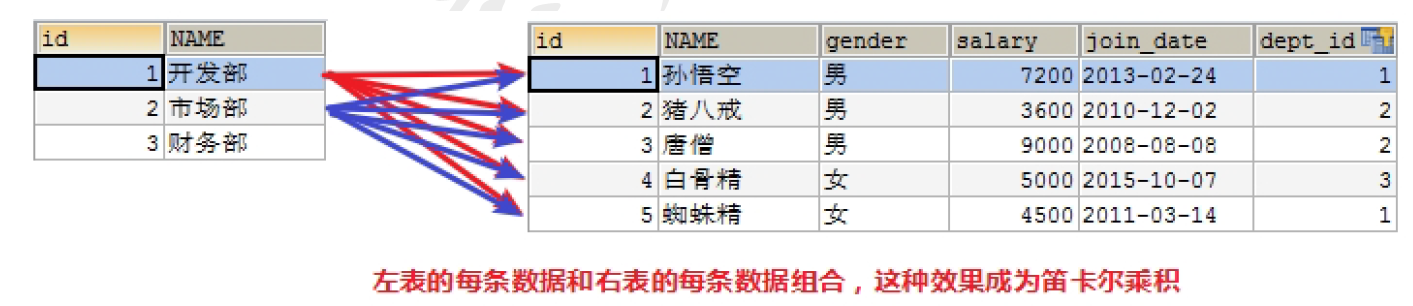 id NAME
1 开发部
2 市场部
3 财务部
id NAME gender salary join_date dept_id
1 孙悟空 男 7200 2013-02-24 1
2 猪八戒 男 3600 2010-12-02 2
3 唐僧 男 9000 2008-08-08 2
4 白骨精 女 5000 2015-10-07 3
5 蜘蛛精 女 4500 2011-03-14 1
左表的每条数据和右表的每条数据组合，这种效果成为笛卡尔乘积